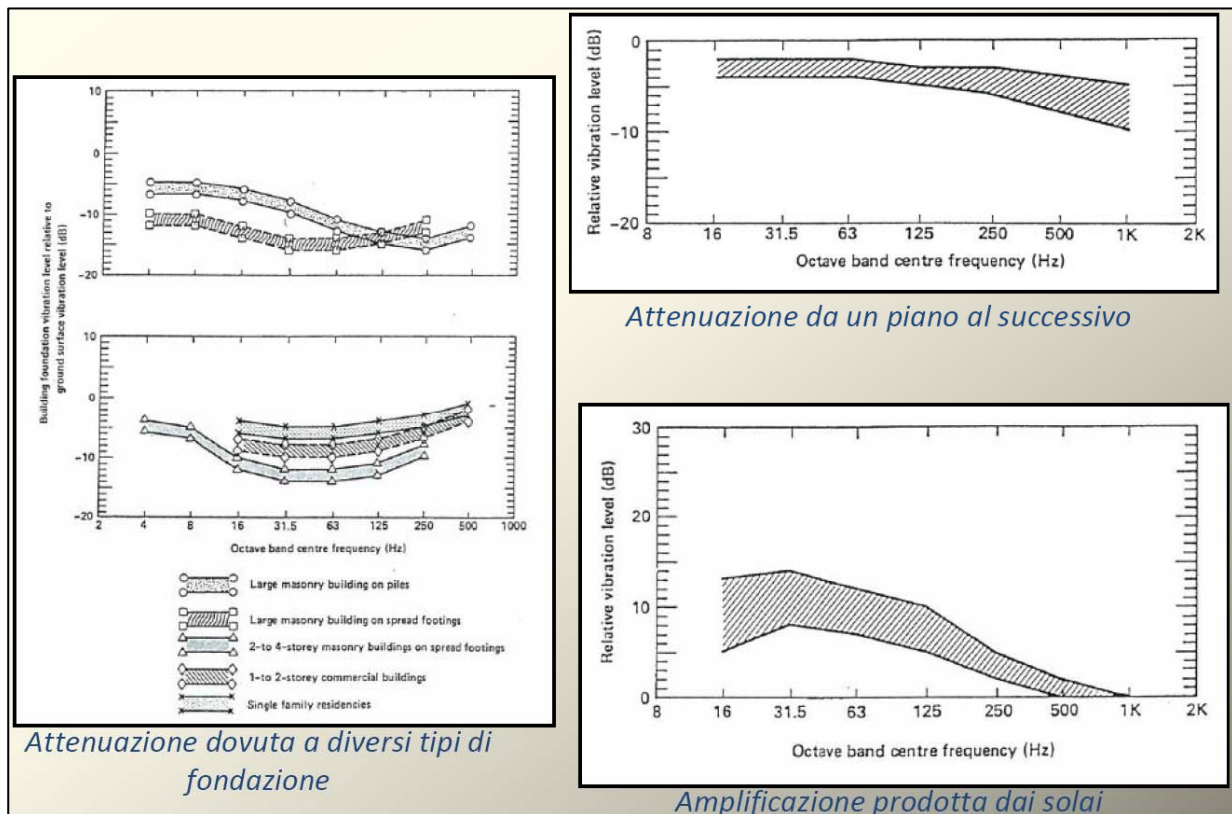 10
0
-10
-20
10
0
-10
-20
2 4 8 16 31.5 63 125 250 500 1000
Octave band centre frequency (Hz)
Building foundation vibration level relative to
ground surface vibration level (dB)
Large masonry building on piles
Large masonry building on spread footings
2-to 4-storey masonry buildings on spread footings
1-to 2-storey commercial buildings
Single family residencies
Attenuazione dovuta a diversi tipi di
fondazione
0
-10
-20
8 16 31.5 63 125 250 500 1K 2K
Relative vibration level (dB)
Octave band centre frequency (Hz)
Attenuazione da un piano al successivo
30
20
10
0
8 16 31.5 63 125 250 500 1K 2K
Relative vibration level (dB)
Octave band centre frequency (Hz)
Amplificazione prodotta dai solai